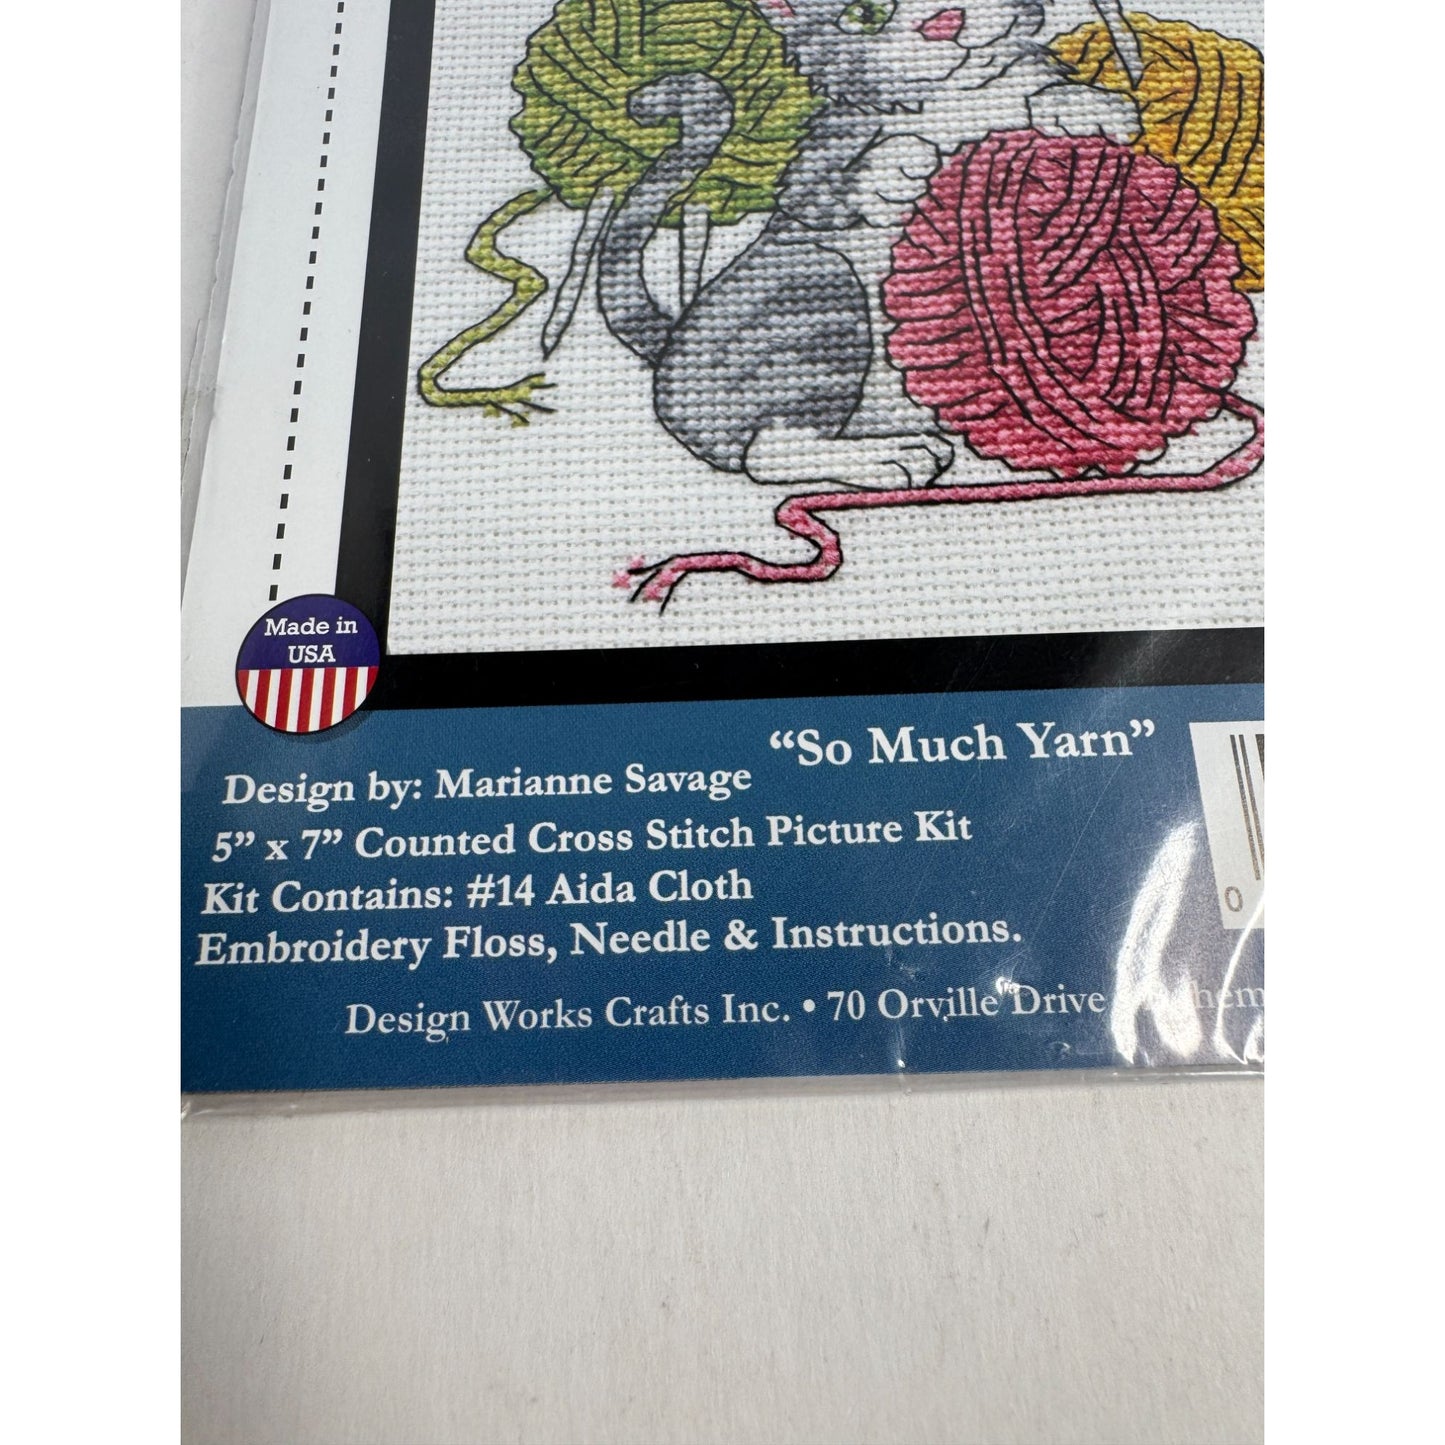 Made in
USA
“So Much Yarn”
Design by: Marianne Savage
5” x 7” Counted Cross Stitch Picture Kit
Kit Contains: #14 Aida Cloth
Embroidery Floss, Needle & Instructions.
0
Design Works Crafts Inc. • 70 Orville Drive